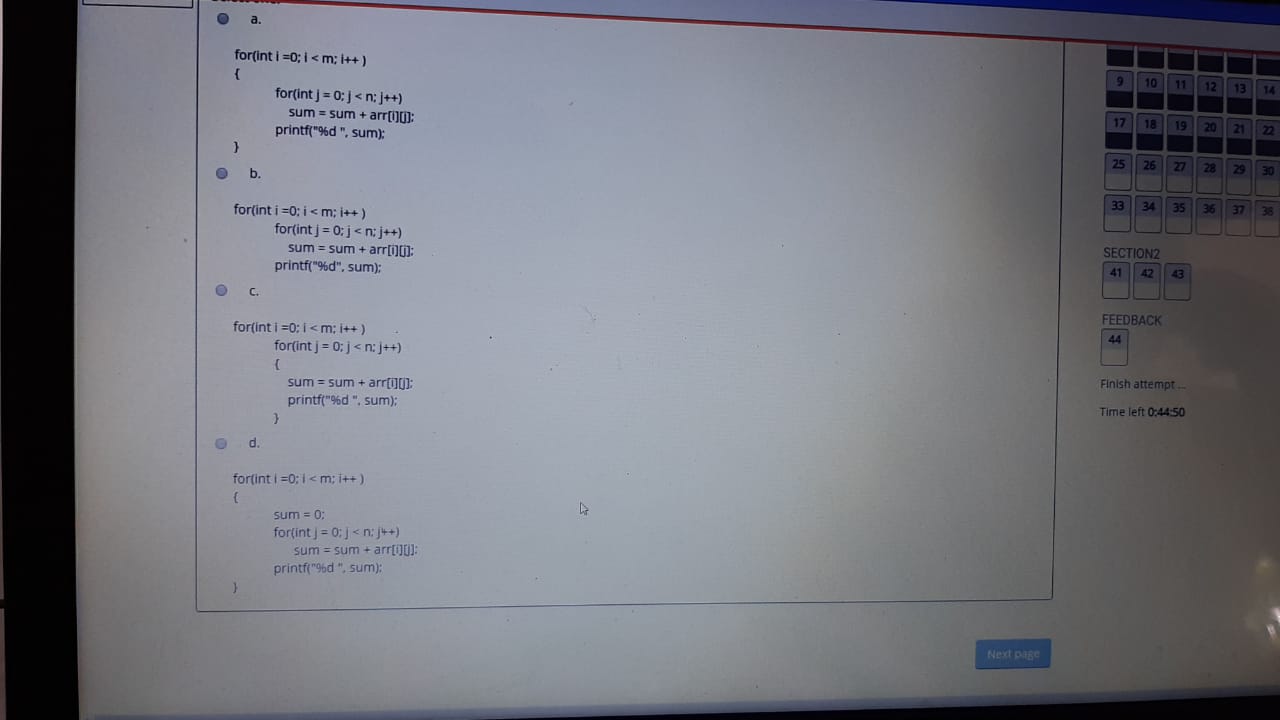 a.
for(int i =0; i < m; i++ )
{
for(int j = 0; j < n; j++)
sum = sum + arr[i][j];
printf("%d ", sum);
}
b.
for(int i =0; i < m; i++ )
for(int j = 0; j < n; j++)
sum = sum + arr[i][j];
printf("%d", sum);
c.
for(int i =0; i < m; i++ )
for(int j = 0; j < n; j++)
{
sum = sum + arr[i][j];
printf("%d ", sum);
}
d.
for(int i =0; i < m; i++ )
{
sum = 0;
for(int j = 0; j < n; j++)
sum = sum + arr[i][j];
printf("%d ", sum);
}
Next page
9 10 11 12 13 14
17 18 19 20 21 22
25 26 27 28 29 30
33 34 35 36 37 38
SECTION2
41 42 43
FEEDBACK
44
Finish attempt ...
Time left 0:44:50